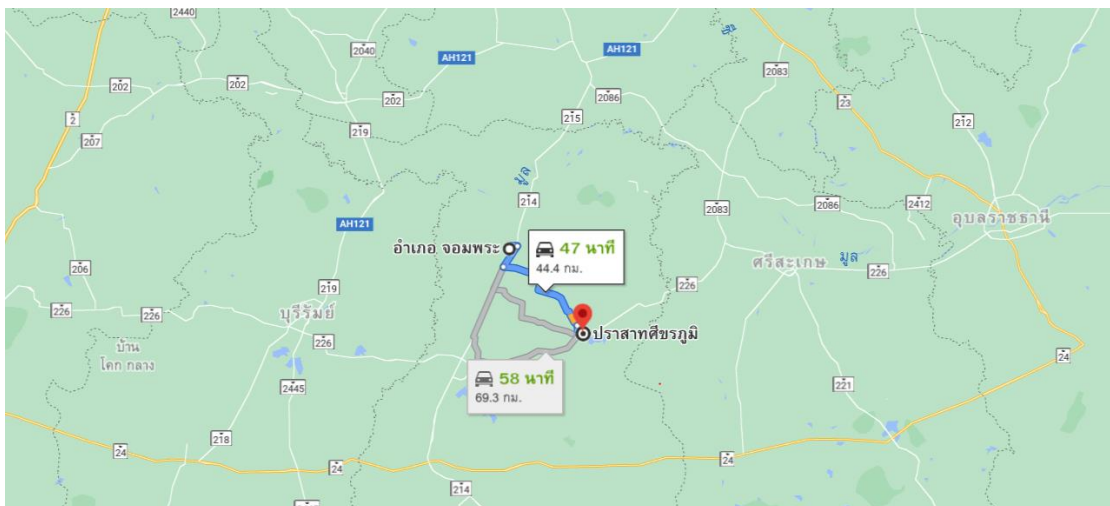 2440
2040
AH121
AH121
202
202
202
2083
2086
23
2
207
219
215
212
มูล
มูล
214
2083
2086
2412
อุบลราชธานี
AH121
อำเภอ จอมพระ
47 นาที
44.4 กม.
206
ศรีสะเกษ
มูล
226
219
226
226
226
บุรีรัมย์
ปราสาทศีขรภูมิ
226
บ้าน
โคก กลาง
58 นาที
69.3 กม.
24
2445
221
218
24
24
24
214